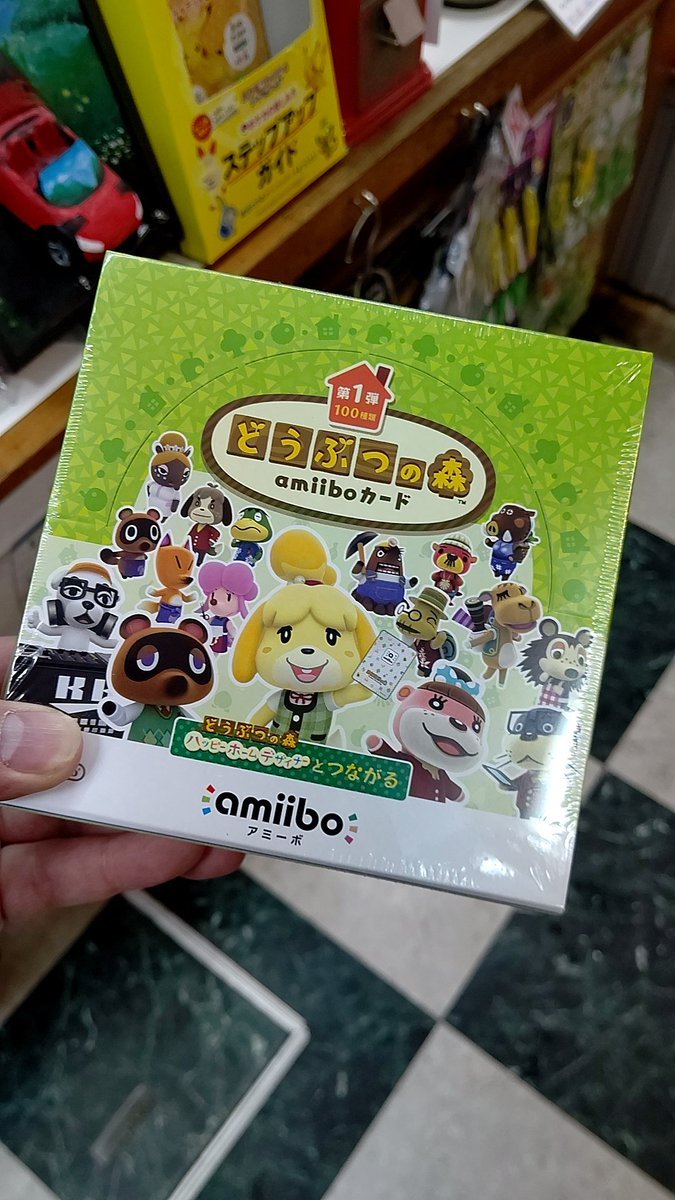 ステップアップ
ガイド
第1弾
100種類
どうぶつの森
amiiboカード
どうぶつの森
ハッピーホームデザイナーとつながる
amiibo
アミーボ